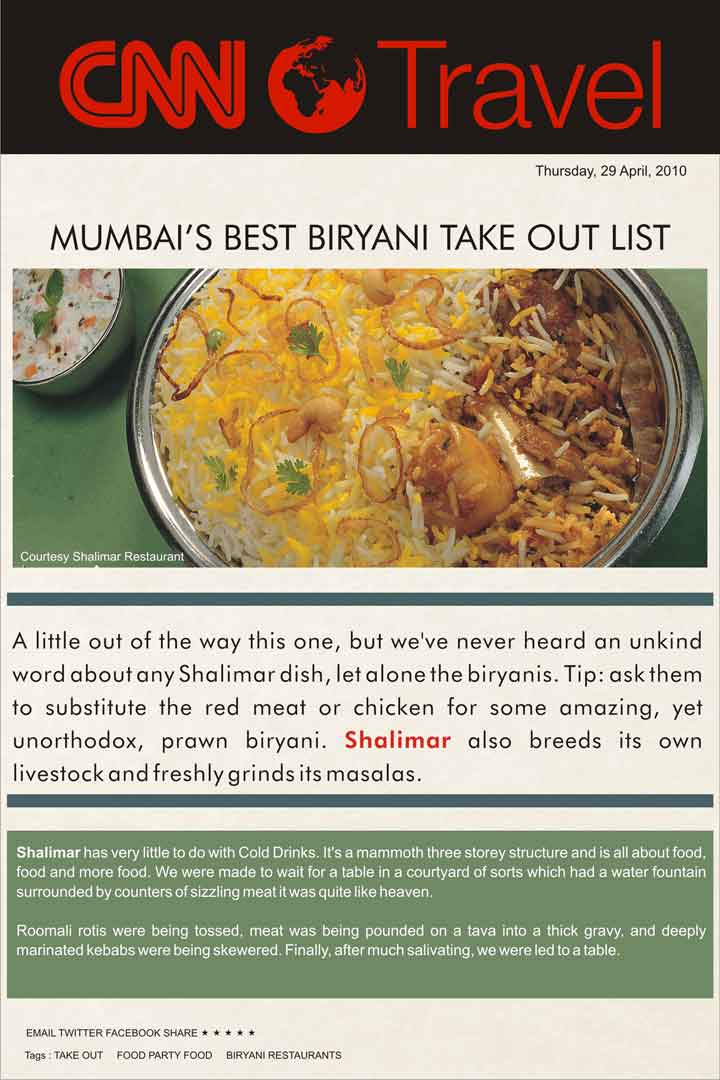 CNN Travel
Thursday, 29 April, 2010
MUMBAI'S BEST BIRYANI TAKE OUT LIST
Courtesy Shalimar Restaurant
A little out of the way this one, but we've never heard an unkind
word about any Shalimar dish, let alone the biryanis. Tip: ask them
to substitute the red meat or chicken for some amazing, yet
unorthodox, prawn biryani. Shalimar also breeds its own
livestock and freshly grinds its masalas.
Shalimar has very little to do with Cold Drinks. It's a mammoth three storey structure and is all about food,
food and more food. We were made to wait for a table in a courtyard of sorts which had a water fountain
surrounded by counters of sizzling meat it was quite like heaven.
Roomali rotis were being tossed, meat was being pounded on a tava into a thick gravy, and deeply
marinated kebabs were being skewered. Finally, after much salivating, we were led to a table.
EMAIL TWITTER FACEBOOK SHARE ★ ★ ★ ★ ★
Tags : TAKE OUT FOOD PARTY FOOD BIRYANI RESTAURANTS